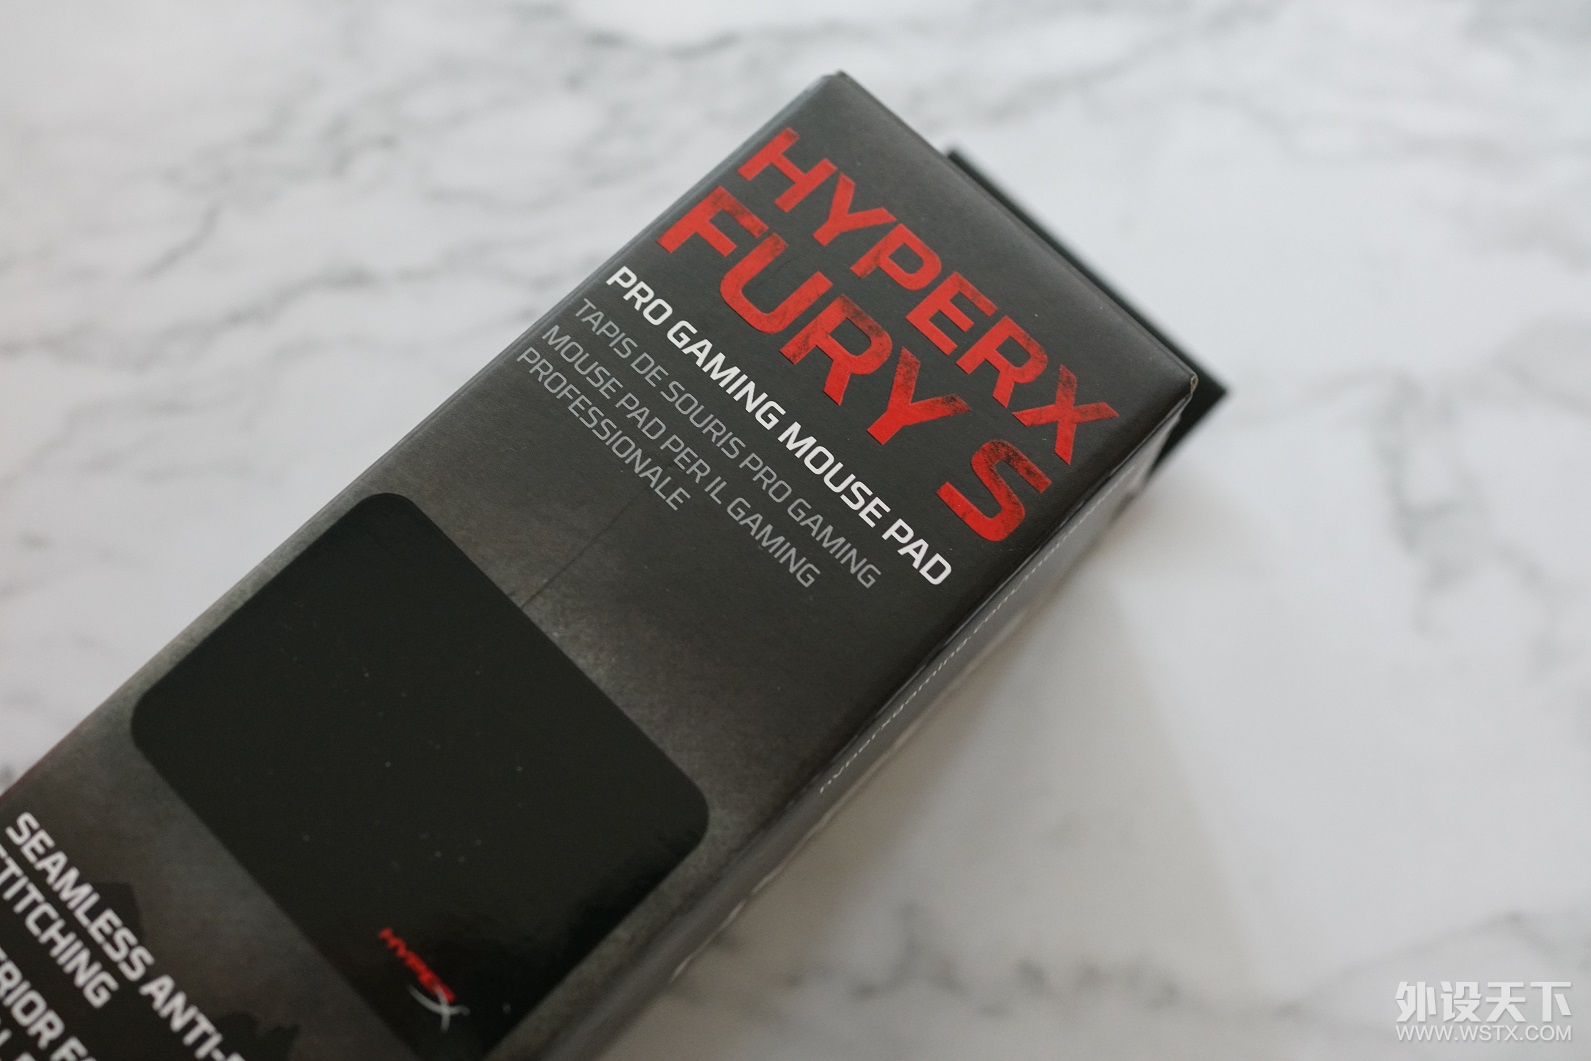 HYPERX
FURY S
PRO GAMING MOUSE PAD
TAPIS DE SOURIS PRO GAMING
MOUSE PAD PER IL GAMING
PROFESSIONALE
HYPERX
SEAMLESS ANTI-
STITCHING
外设天下
WWW.WSTX.COM